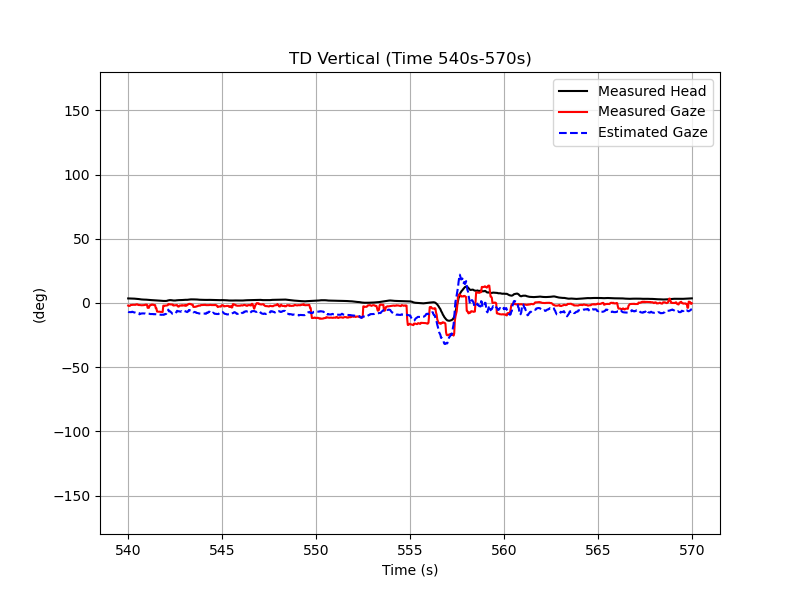 TD Vertical (Time 540s-570s)
Measured Head
Measured Gaze
Estimated Gaze
150
100
50
0
−50
−100
−150
(deg)
540 545 550 555 560 565 570
Time (s)